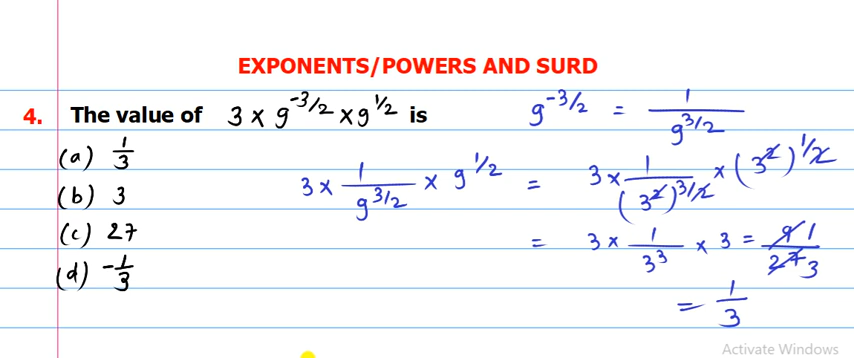 EXPONENTS/POWERS AND SURD
4. The value of 3 × 9^{-3/2} × 9^{1/2} is
(a) 1/3
(b) 3
(c) 27
(d) -1/3
9^{-3/2} = 1/9^{3/2}
3 × 1/9^{3/2} × 9^{1/2} = 3 × 1/(3^2)^{3/2} × (3^2)^{1/2}
= 3 × 1/3^3 × 3 = 9 1/27 3
= 1/3
Activate Windows